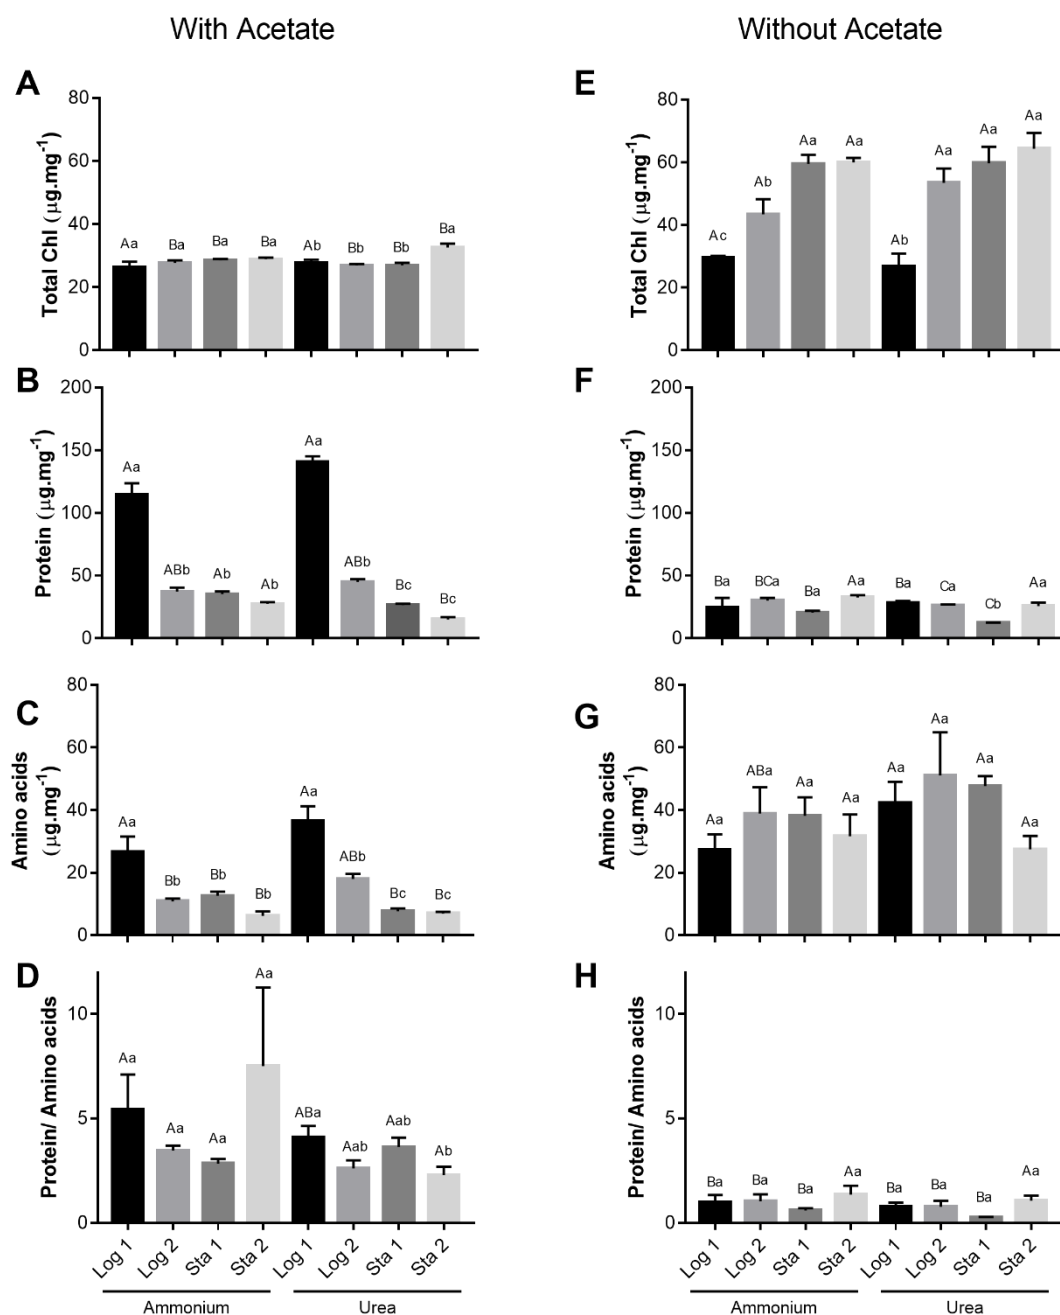 With Acetate
Without Acetate
A
Total Chl (μg.mg⁻¹)
80
60
40
20
0
Aa Ba Ba Ba Ab Bb Bb Ba
E
Total Chl (μg.mg⁻¹)
80
60
40
20
0
Ac Ab Aa Aa Ab Aa Aa Aa
B
Protein (μg.mg⁻¹)
200
150
100
50
0
Aa ABb Ab Ab Aa ABb Bc Bc
F
Protein (μg.mg⁻¹)
200
150
100
50
0
Ba BCa Ba Aa Ba Ca Cb Aa
C
Amino acids
(μg.mg⁻¹)
80
60
40
20
0
Aa Bb Bb Bb Aa ABb Bc Bc
G
Amino acids
(μg.mg⁻¹)
80
60
40
20
0
Aa ABa Aa Aa Aa Aa Aa Aa
D
Protein/ Amino acids
10
5
0
Aa Aa Aa Aa ABa Aab Aab Ab
Log 1 Log 2 Sta 1 Sta 2 Log 1 Log 2 Sta 1 Sta 2
Ammonium Urea
H
Protein/ Amino acids
10
5
0
Ba Ba Ba Aa Ba Ba Ba Aa
Log 1 Log 2 Sta 1 Sta 2 Log 1 Log 2 Sta 1 Sta 2
Ammonium Urea